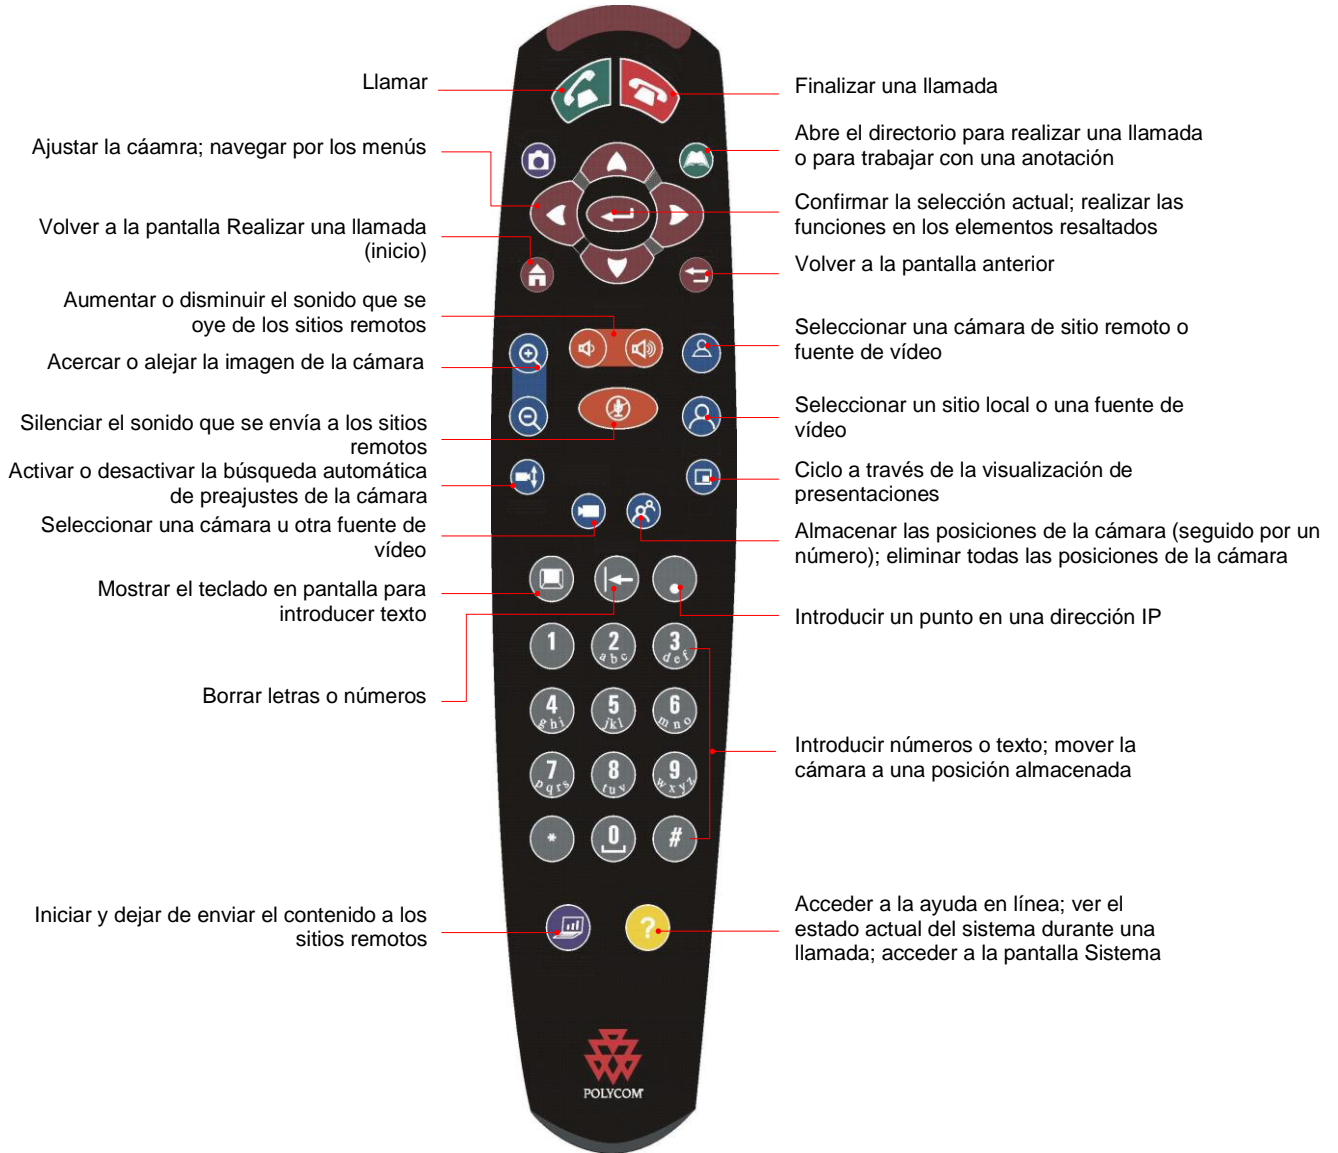 Llamar
Finalizar una llamada
Ajustar la cáamra; navegar por los menús
Abre el directorio para realizar una llamada
o para trabajar con una anotación
Confirmar la selección actual; realizar las
funciones en los elementos resaltados
Volver a la pantalla Realizar una llamada
(inicio)
Volver a la pantalla anterior
Aumentar o disminuir el sonido que se
oye de los sitios remotos
Seleccionar una cámara de sitio remoto o
fuente de vídeo
Acercar o alejar la imagen de la cámara
Silenciar el sonido que se envía a los sitios
remotos
Seleccionar un sitio local o una fuente de
vídeo
Activar o desactivar la búsqueda automática
de preajustes de la cámara
Ciclo a través de la visualización de
presentaciones
Seleccionar una cámara u otra fuente de
vídeo
Almacenar las posiciones de la cámara (seguido por un
número); eliminar todas las posiciones de la cámara
Mostrar el teclado en pantalla para
introducer texto
Introducir un punto en una dirección IP
Borrar letras o números
1
2
abc
3
def
4
ghi
5
jkl
6
mno
7
pqrs
8
tuv
9
wxyz
*
0
#
Introducir números o texto; mover la
cámara a una posición almacenada
Iniciar y dejar de enviar el contenido a los
sitios remotos
?
Acceder a la ayuda en línea; ver el
estado actual del sistema durante una
llamada; acceder a la pantalla Sistema
POLYCOM